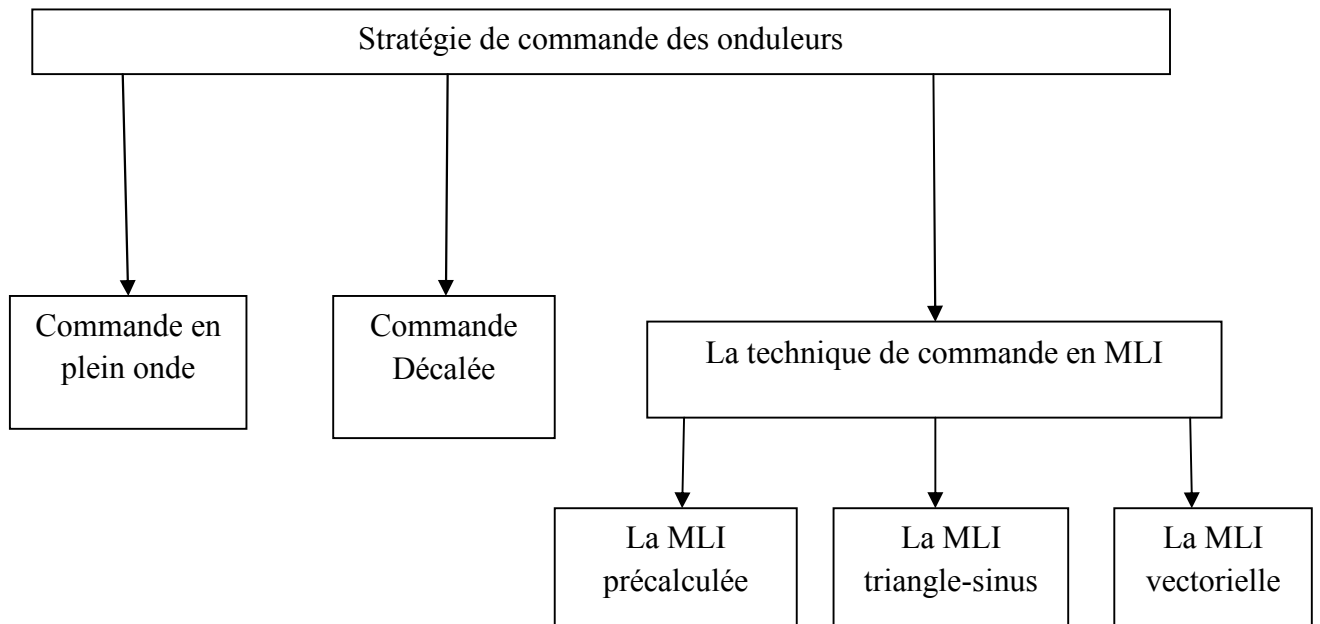 Stratégie de commande des onduleurs
Commande en
plein onde
Commande
Décalée
La technique de commande en MLI
La MLI
précalculée
La MLI
triangle-sinus
La MLI
vectorielle